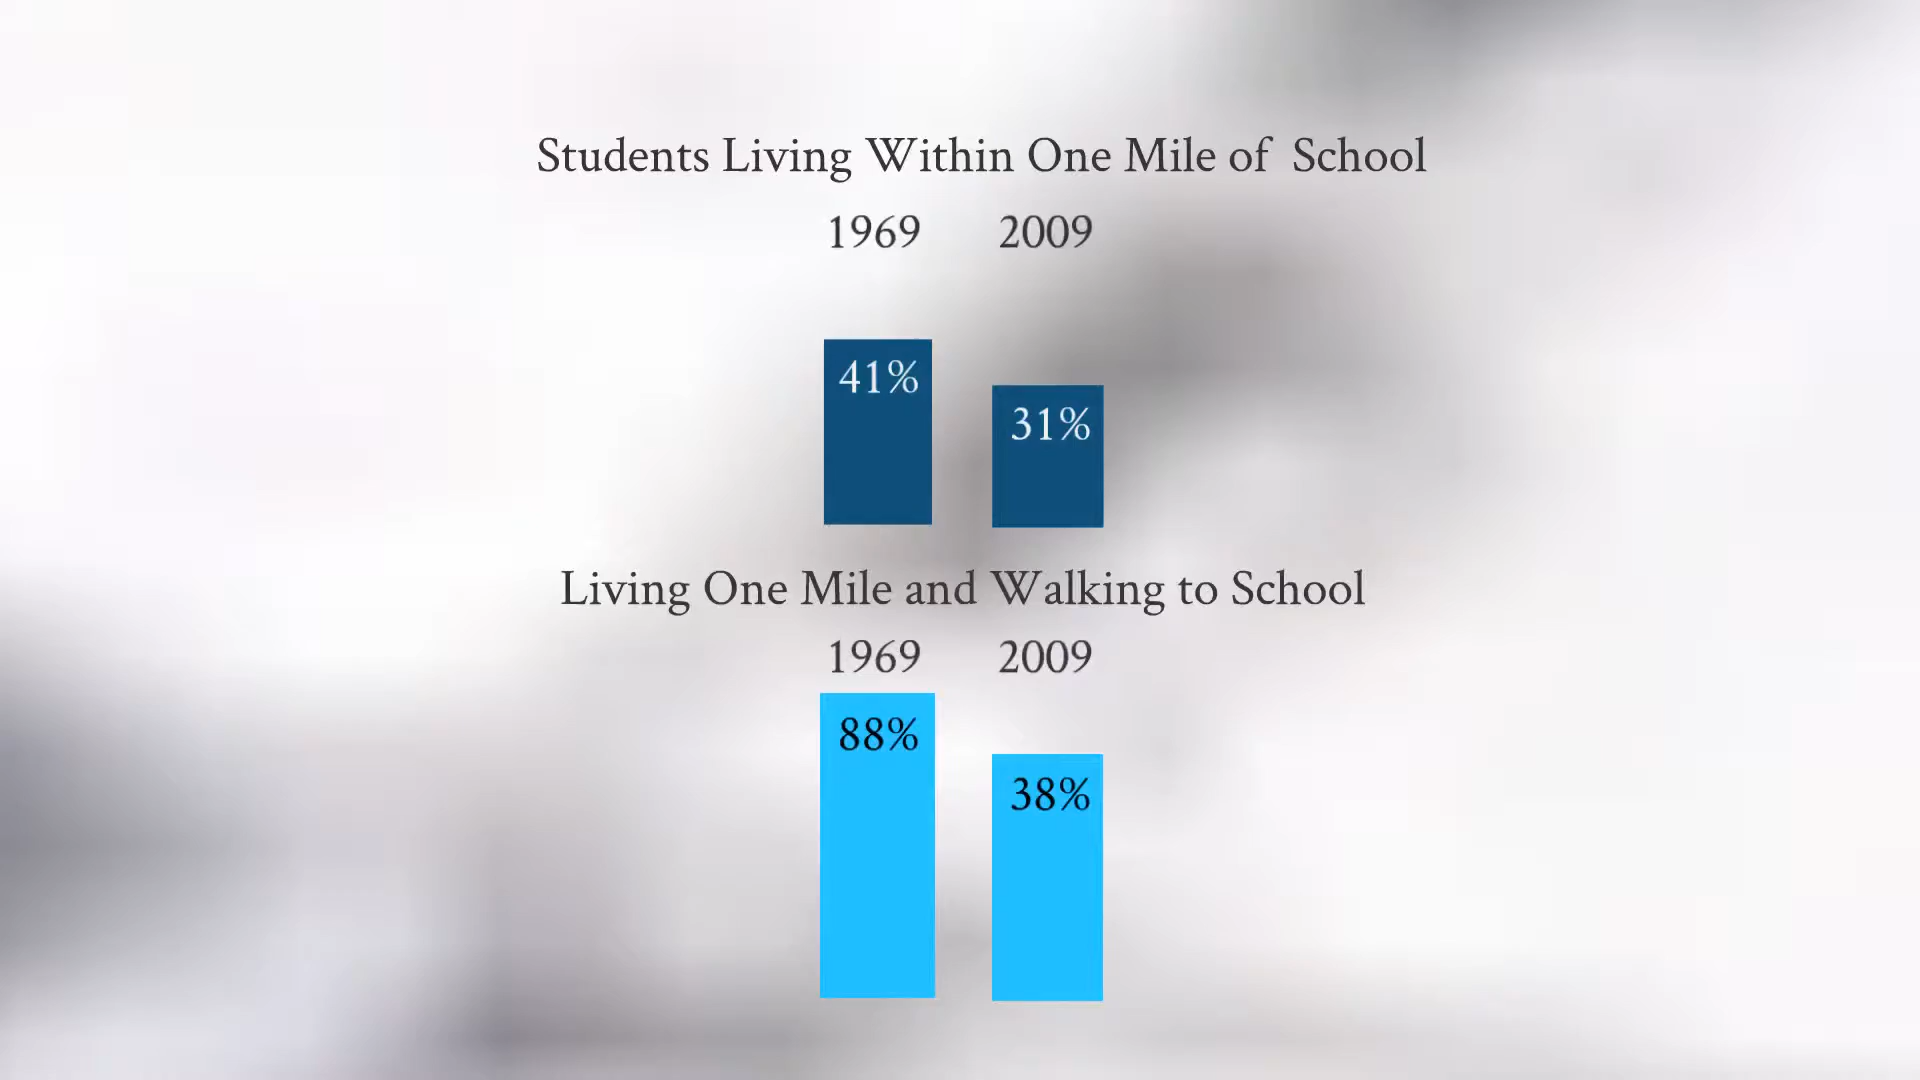 Students Living Within One Mile of School
1969 2009
41% 31%
Living One Mile and Walking to School
1969 2009
88% 38%